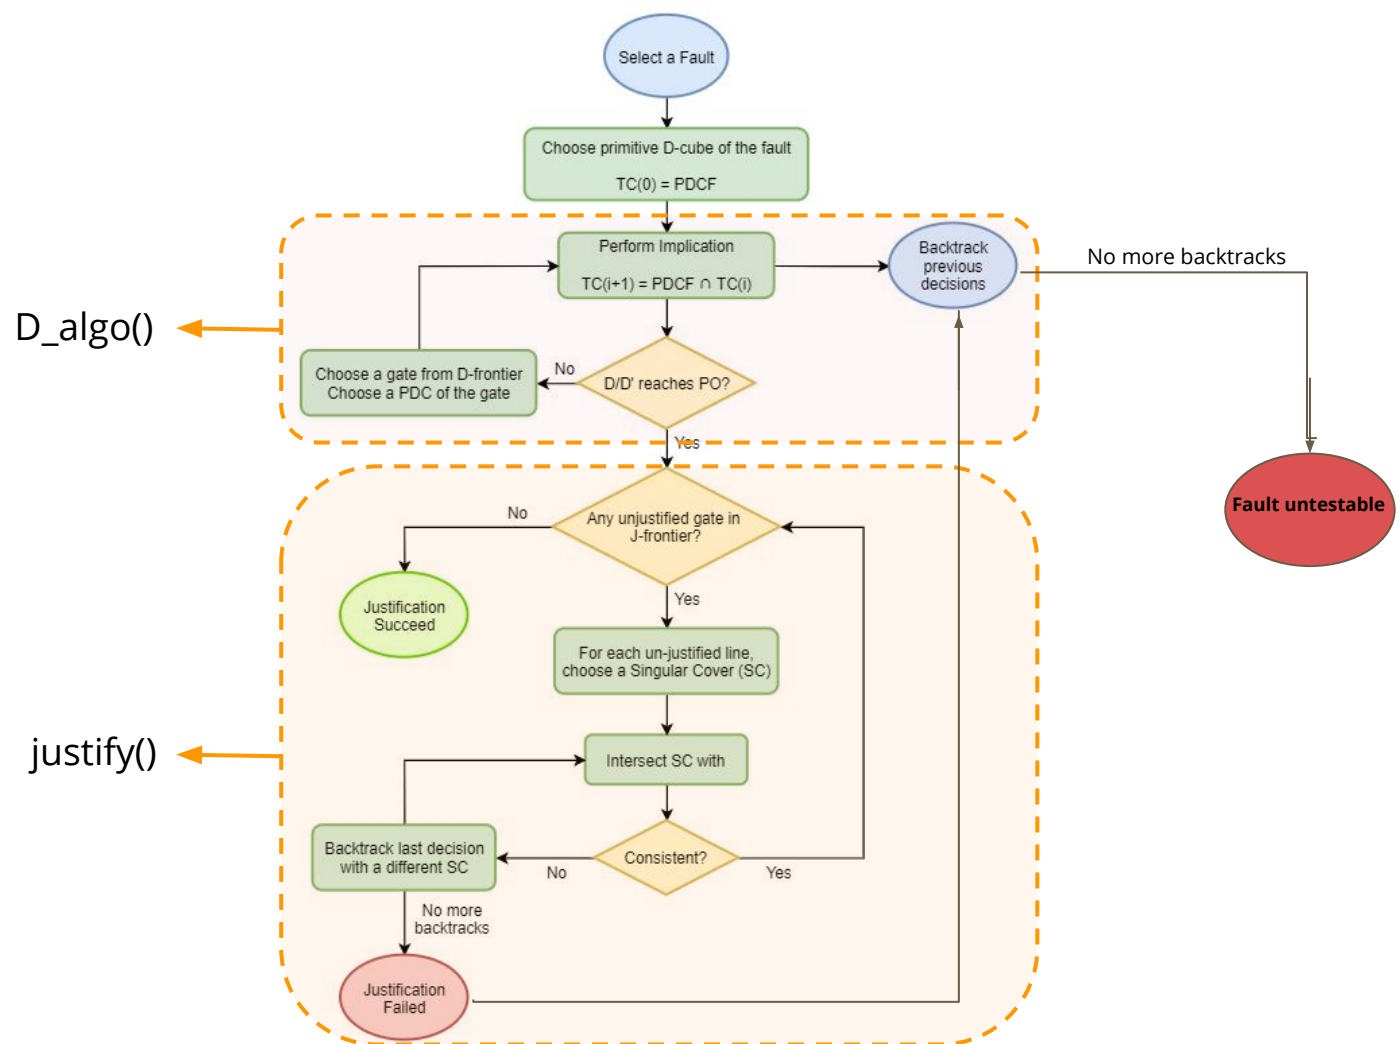 Select a Fault
Choose primitive D-cube of the fault
TC(0) = PDCF
Perform Implication
TC(i+1) = PDCF ∩ TC(i)
Backtrack
previous
decisions
No more backtracks
D_algo()
Choose a gate from D-frontier
Choose a PDC of the gate
No
D/D' reaches PO?
Yes
Fault untestable
No
Any unjustified gate in
J-frontier?
Justification
Succeed
Yes
For each un-justified line,
choose a Singular Cover (SC)
justify()
Intersect SC with
Backtrack last decision
with a different SC
No
Consistent?
Yes
No more
backtracks
Justification
Failed